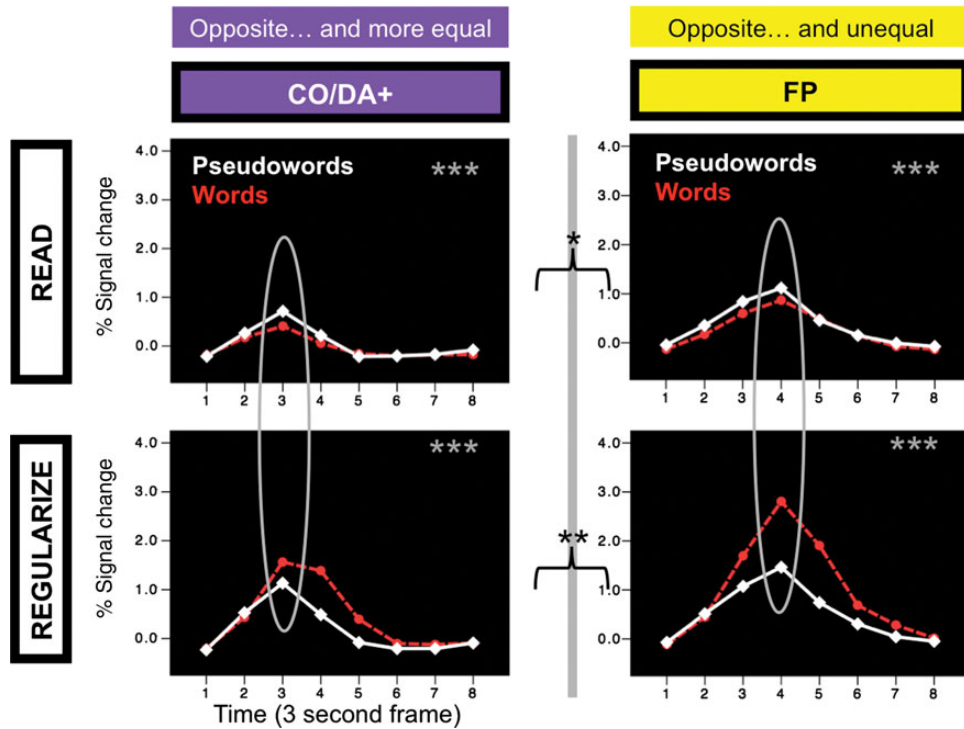 Opposite… and more equal
Opposite… and unequal
CO/DA+
FP
READ
% Signal change
4.0
3.0
2.0
1.0
0.0
Pseudowords
Words
***
1 2 3 4 5 6 7 8
*
4.0
3.0
2.0
1.0
0.0
Pseudowords
Words
***
1 2 3 4 5 6 7 8
REGULARIZE
% Signal change
4.0
3.0
2.0
1.0
0.0
***
1 2 3 4 5 6 7 8
Time (3 second frame)
**
4.0
3.0
2.0
1.0
0.0
***
1 2 3 4 5 6 7 8